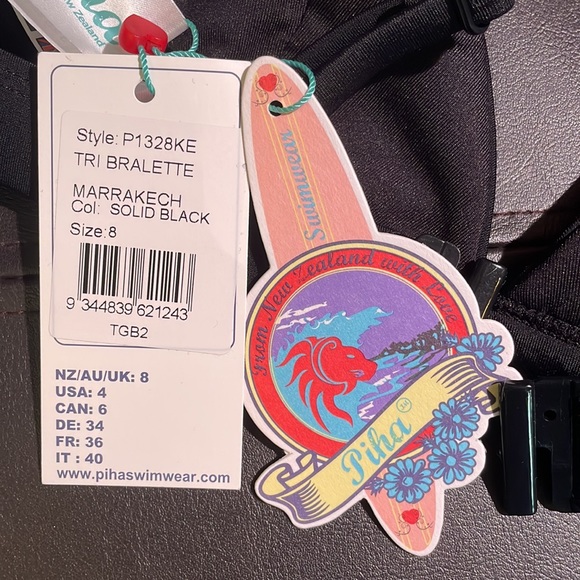 New Zealand
Style: P1328KE
TRI BRALETTE
MARRAKECH
Col: SOLID BLACK
Size:8
9 344839 621243
TGB2
NZ/AU/UK: 8
USA: 4
CAN: 6
DE: 34
FR: 36
IT : 40
www.pihaswimwear.com
Swimwear
From New Zealand with Love
Piha